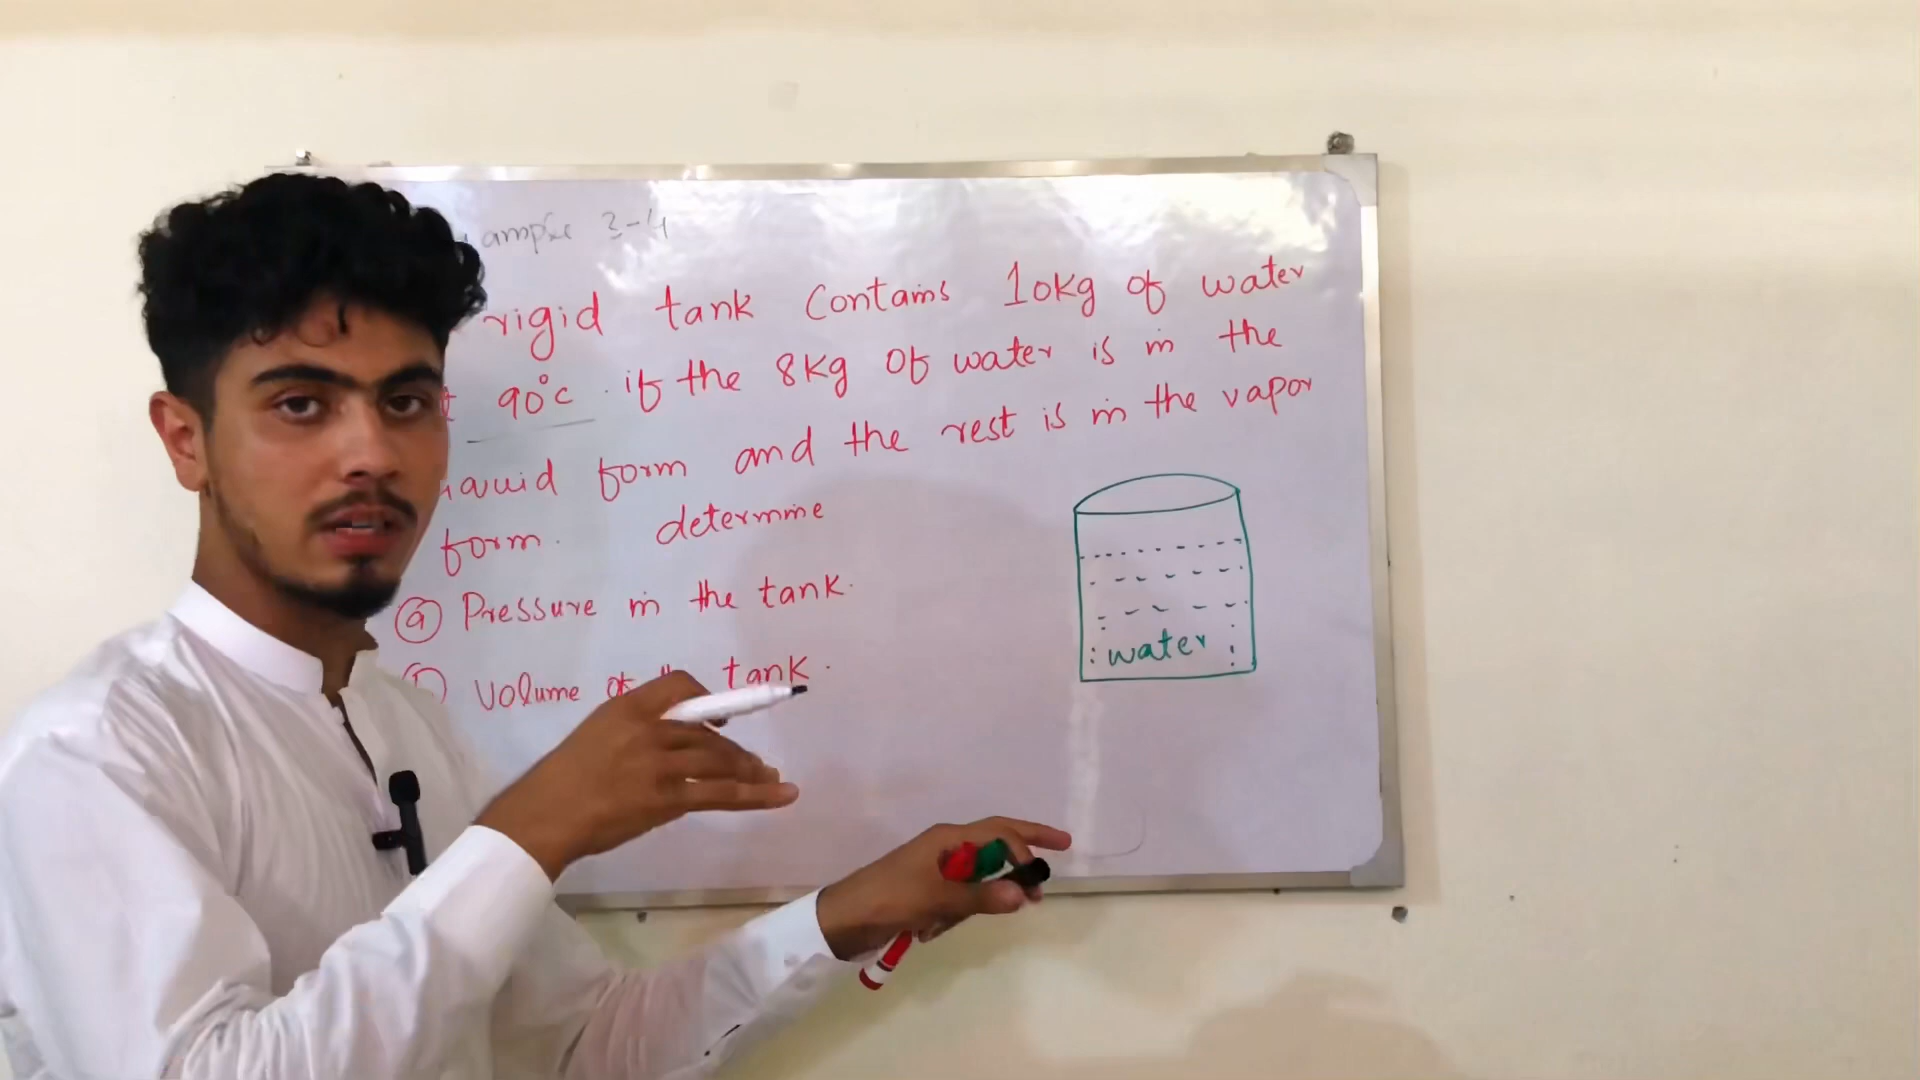 ample 3-4
rigid tank Contains 10kg of water
90°c . if the 8kg of water is in the
form and the rest is in the vapor
form. determine
(a) Pressure in the tank.
Volume of the tank.
water